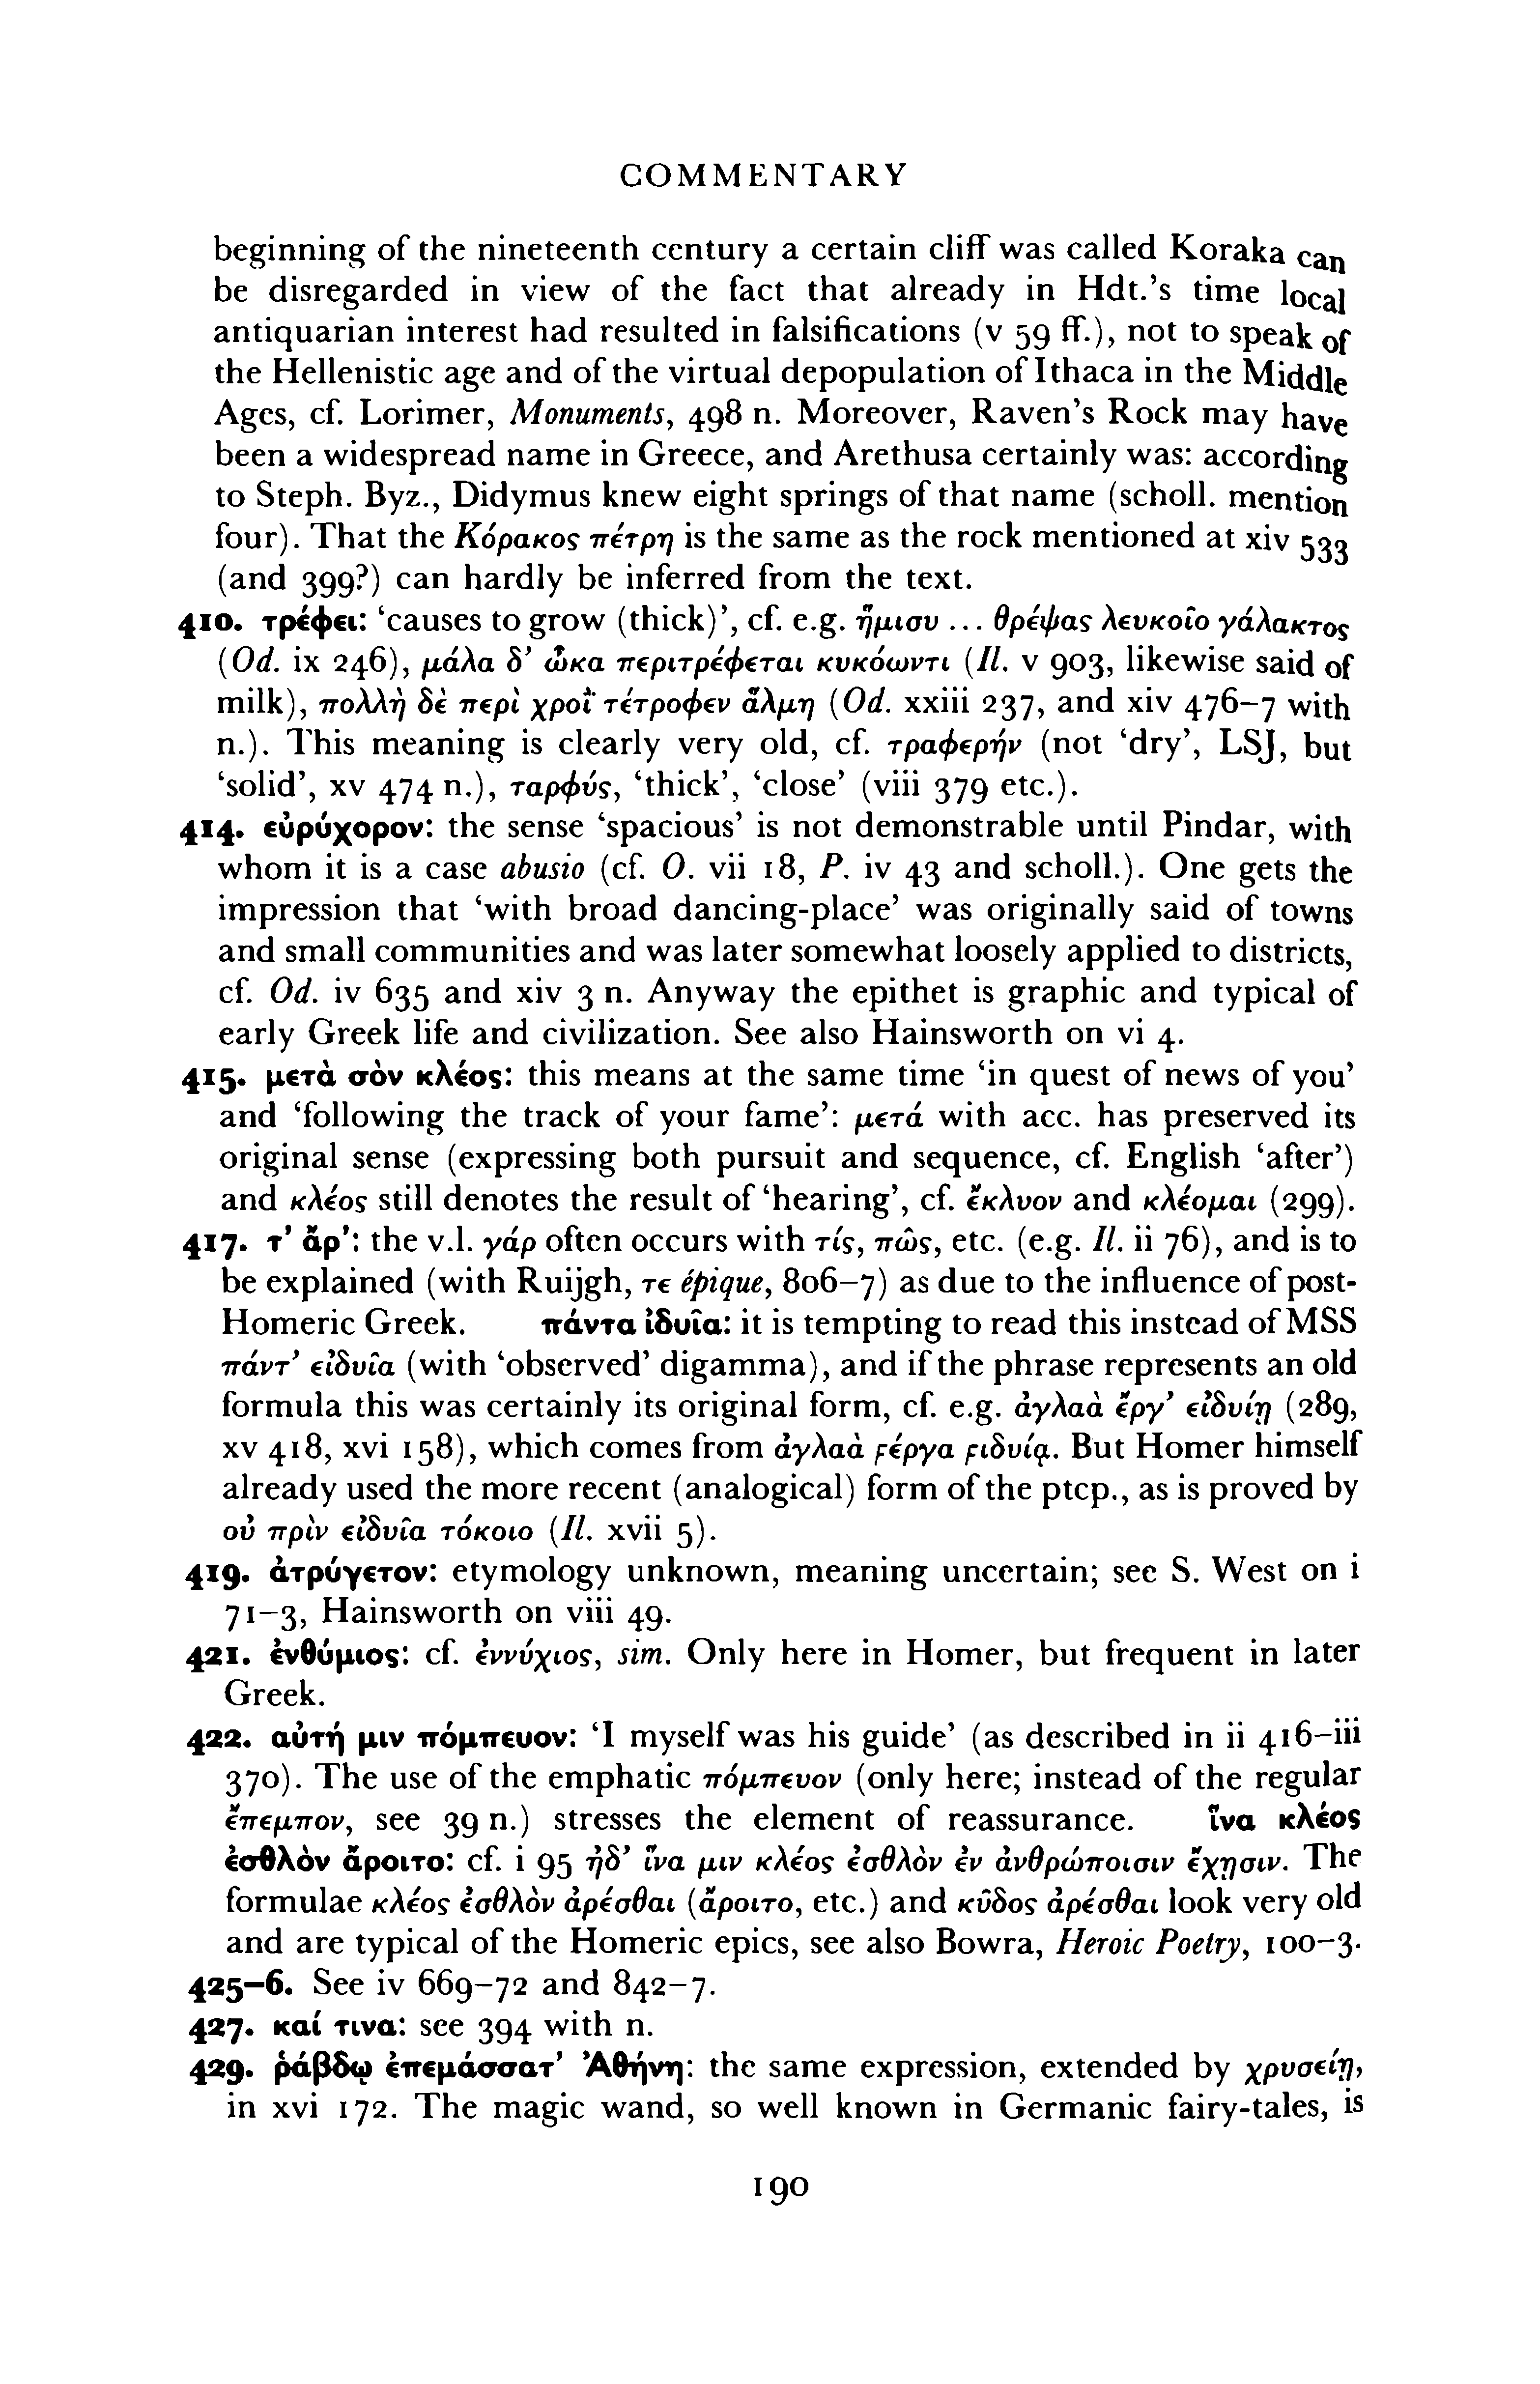 COMMENTARY
beginning of the nineteenth century a certain cliff was called Koraka can
be disregarded in view of the fact that already in Hdt.’s time local
antiquarian interest had resulted in falsifications (v 59 ff.), not to speak of
the Hellenistic age and of the virtual depopulation of Ithaca in the Middle
Ages, cf. Lorimer, Monuments, 498 n. Moreover, Raven’s Rock may have
been a widespread name in Greece, and Arethusa certainly was: according
to Steph. Byz., Didymus knew eight springs of that name (scholl. mention
four). That the Κόρακος πέτρη is the same as the rock mentioned at xiv 533
(and 399?) can hardly be inferred from the text.
410. τρέφει: ‘causes to grow (thick)’, cf. e.g. ἥμισυ ... θρέψας λευκοῖο γάλακτος
(Od. ix 246), μάλα δ’ ὦκα περιτρέφεται κυκόωντι (Il. v 903, likewise said of
milk), πολλὴ δὲ περὶ χροῒ τέτροφεν ἅλμη (Od. xxiii 237, and xiv 476–7 with
n.). This meaning is clearly very old, cf. τραφερήν (not ‘dry’, LSJ, but
‘solid’, xv 474 n.), ταρφύς, ‘thick’, ‘close’ (viii 379 etc.).
414. εὐρύχορον: the sense ‘spacious’ is not demonstrable until Pindar, with
whom it is a case abusio (cf. O. vii 18, P. iv 43 and scholl.). One gets the
impression that ‘with broad dancing-place’ was originally said of towns
and small communities and was later somewhat loosely applied to districts,
cf. Od. iv 635 and xiv 3 n. Anyway the epithet is graphic and typical of
early Greek life and civilization. See also Hainsworth on vi 4.
415. μετὰ σὸν κλέος: this means at the same time ‘in quest of news of you’
and ‘following the track of your fame’: μετά with acc. has preserved its
original sense (expressing both pursuit and sequence, cf. English ‘after’)
and κλέος still denotes the result of ‘hearing’, cf. ἔκλυον and κλέομαι (299).
417. τ’ ἄρ’: the v.l. γάρ often occurs with τίς, πῶς, etc. (e.g. Il. ii 76), and is to
be explained (with Ruijgh, τε épique, 806–7) as due to the influence of post-
Homeric Greek. πάντα ἰδυῖα: it is tempting to read this instead of MSS
πάντ’ εἰδυῖα (with ‘observed’ digamma), and if the phrase represents an old
formula this was certainly its original form, cf. e.g. ἀγλαὰ ἔργ’ εἰδυίῃ (289,
xv 418, xvi 158), which comes from ἀγλαὰ ϝέργα ϝιδυίᾳ. But Homer himself
already used the more recent (analogical) form of the ptcp., as is proved by
οὐ πρὶν εἰδυῖα τόκοιο (Il. xvii 5).
419. ἀτρύγετον: etymology unknown, meaning uncertain; see S. West on i
71–3, Hainsworth on viii 49.
421. ἐνθύμιος: cf. ἐννύχιος, sim. Only here in Homer, but frequent in later
Greek.
422. αὐτή μιν πόμπευον: ‘I myself was his guide’ (as described in ii 416–iii
370). The use of the emphatic πόμπευον (only here; instead of the regular
ἔπεμπον, see 39 n.) stresses the element of reassurance. ἵνα κλέος
ἐσθλὸν ἄροιτο: cf. i 95 ἠδ’ ἵνα μιν κλέος ἐσθλὸν ἐν ἀνθρώποισιν ἔχῃσιν. The
formulae κλέος ἐσθλὸν ἀρέσθαι (ἄροιτο, etc.) and κῦδος ἀρέσθαι look very old
and are typical of the Homeric epics, see also Bowra, Heroic Poetry, 100–3.
425–6. See iv 669–72 and 842–7.
427. καί τινα: see 394 with n.
429. ῥάβδῳ ἐπεμάσσατ’ Ἀθήνη: the same expression, extended by χρυσείῃ,
in xvi 172. The magic wand, so well known in Germanic fairy-tales, is
190